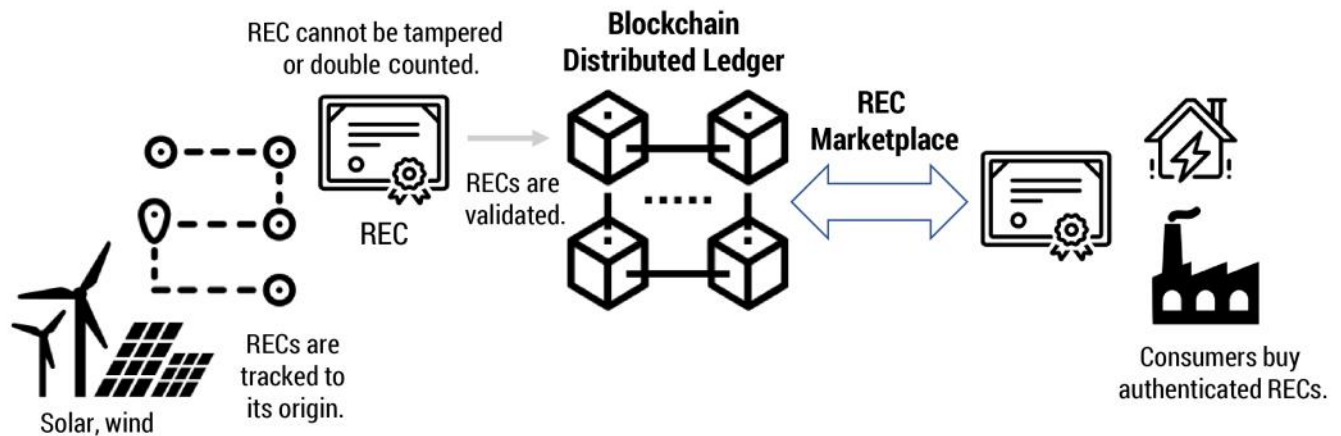 REC cannot be tampered
or double counted.
REC
RECs are
validated.
Blockchain
Distributed Ledger
REC
Marketplace
Solar, wind
RECs are
tracked to
its origin.
Consumers buy
authenticated RECs.